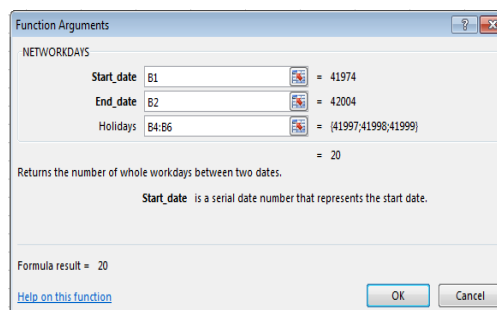 Function Arguments
NETWORKDAYS
Start_date B1 = 41974
End_date B2 = 42004
Holidays B4:B6 = {41997;41998;41999}
= 20
Returns the number of whole workdays between two dates.
Start_date is a serial date number that represents the start date.
Formula result = 20
Help on this function OK Cancel